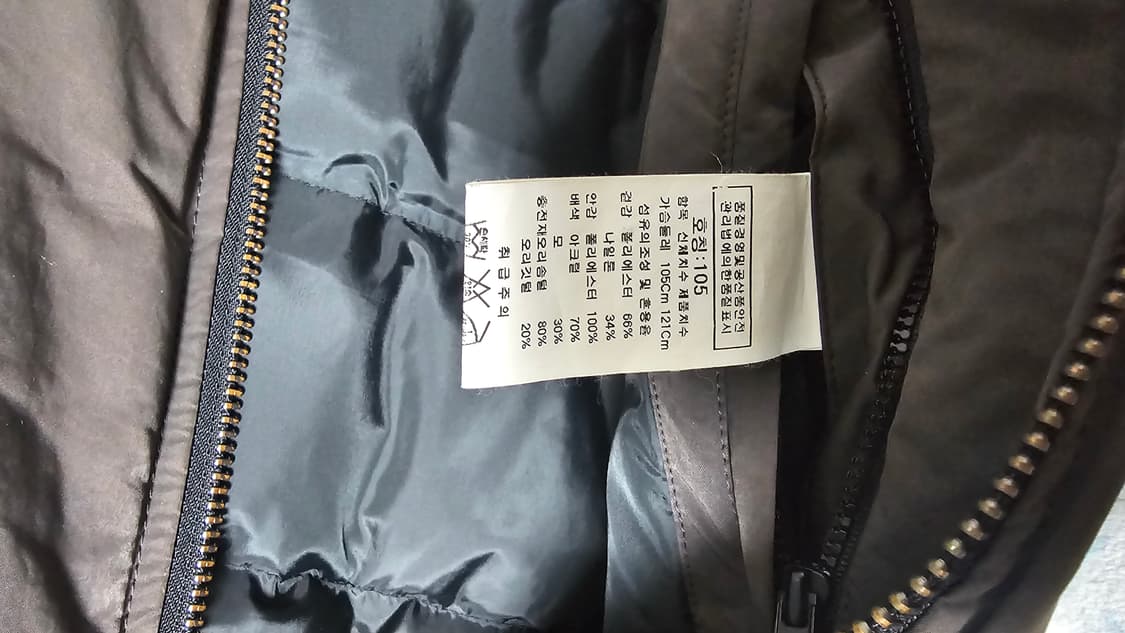 품질경영및공산품안전
관리법에의한품질표시
호칭:105
항목 신체치수 제품치수
가슴둘레 105Cm 121Cm
섬유의조성 및 혼용율
겉감 폴리에스터 66%
나일론 34%
안감 폴리에스터 100%
배색 아크릴 70%
모 30%
충전재오리솜털 80%
오리깃털 20%
취급주의